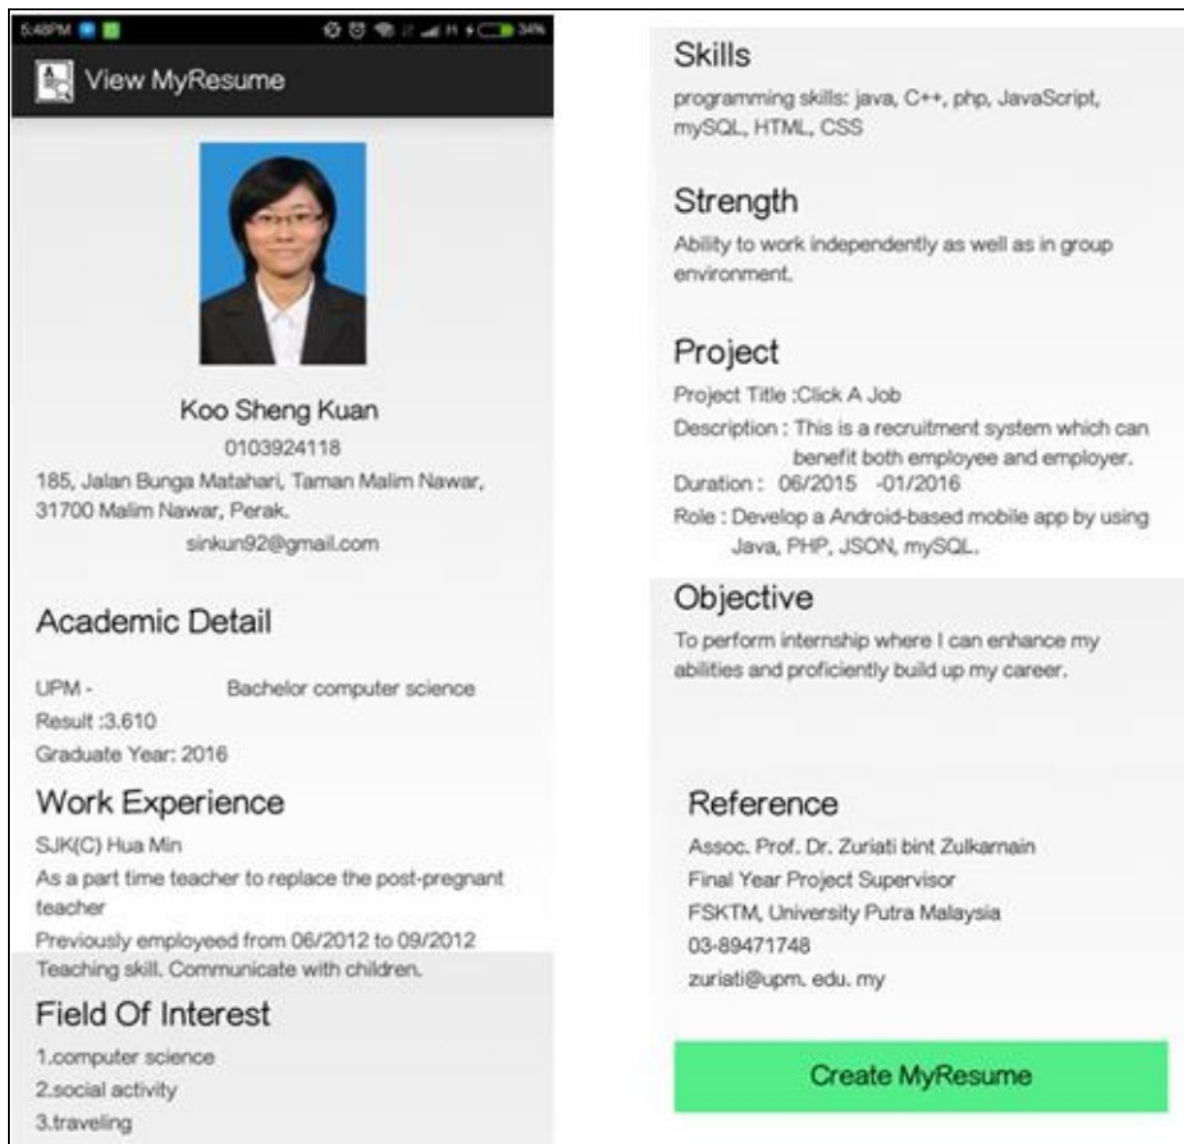 5:48PM
34%
View MyResume
Koo Sheng Kuan
0103924118
185, Jalan Bunga Matahari, Taman Malim Nawar,
31700 Malim Nawar, Perak.
sinkun92@gmail.com
Academic Detail
UPM - Bachelor computer science
Result :3.610
Graduate Year: 2016
Work Experience
SJK(C) Hua Min
As a part time teacher to replace the post-pregnant
teacher
Previously employeed from 06/2012 to 09/2012
Teaching skill. Communicate with children.
Field Of Interest
1.computer science
2.social activity
3.traveling
Skills
programming skills: java, C++, php, JavaScript,
mySQL, HTML, CSS
Strength
Ability to work independently as well as in group
environment.
Project
Project Title :Click A Job
Description : This is a recruitment system which can
benefit both employee and employer.
Duration : 06/2015 -01/2016
Role : Develop a Android-based mobile app by using
Java, PHP, JSON, mySQL.
Objective
To perform internship where I can enhance my
abilities and proficiently build up my career.
Reference
Assoc. Prof. Dr. Zuriati bint Zulkarnain
Final Year Project Supervisor
FSKTM, University Putra Malaysia
03-89471748
zuriati@upm. edu. my
Create MyResume